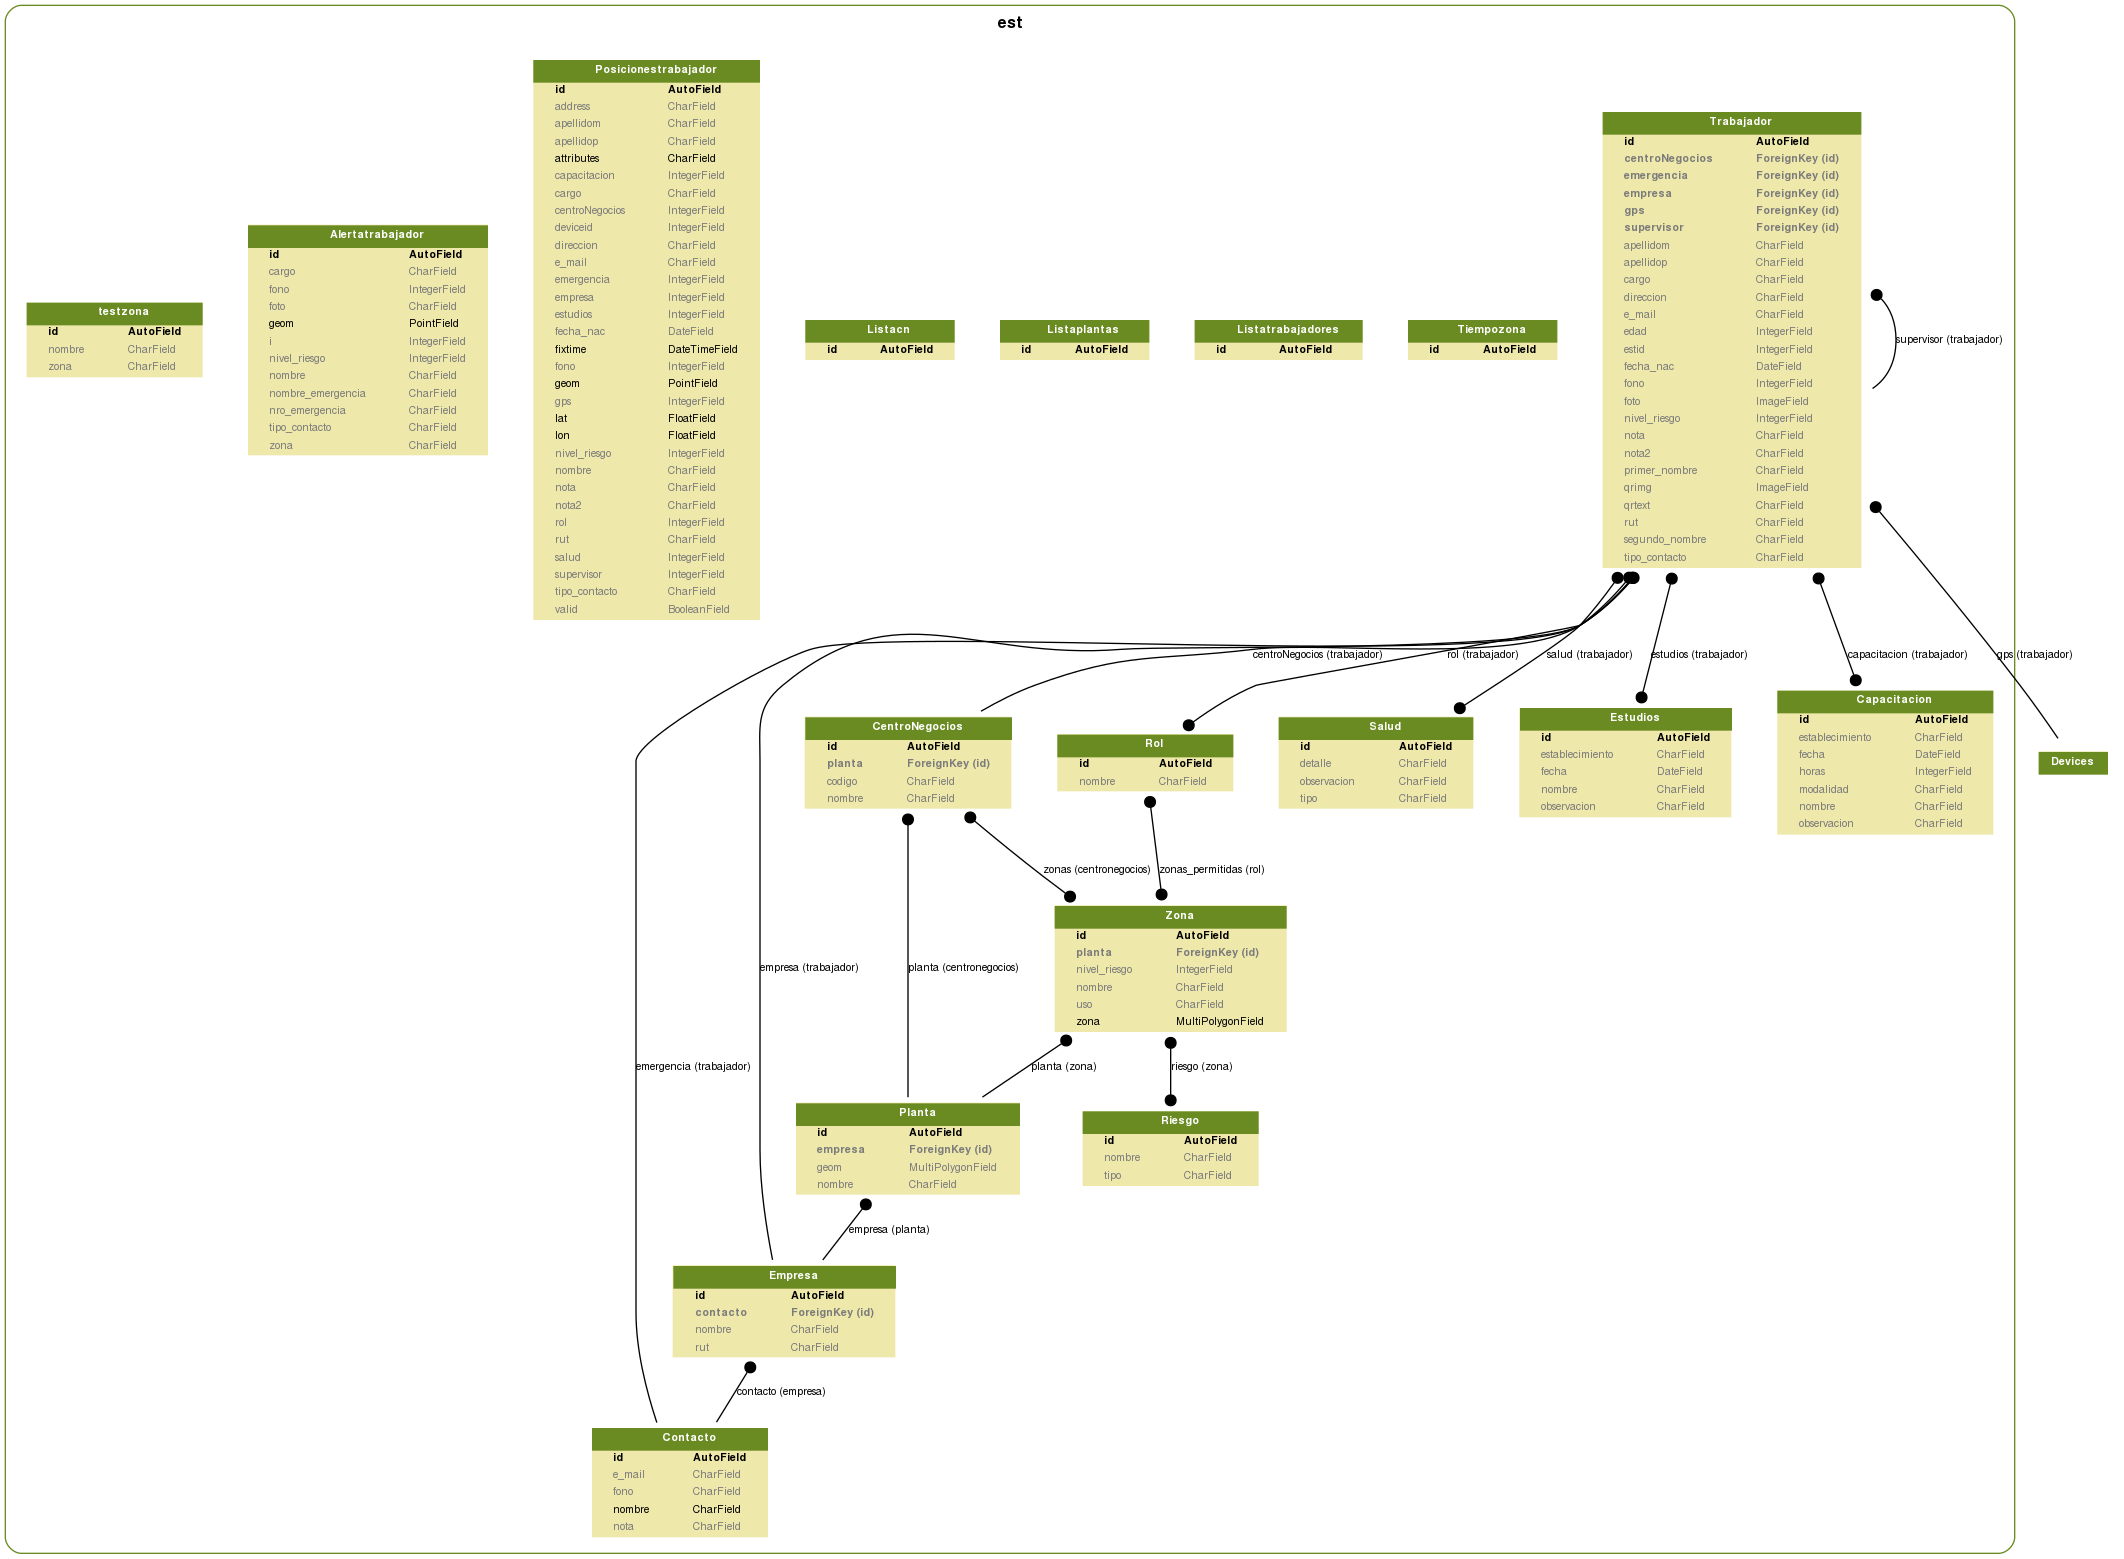 est
Posicionestrabajador
id AutoField
address CharField
apellidom CharField
apellidop CharField
attributes CharField
capacitacion IntegerField
cargo CharField
centroNegocios IntegerField
deviceid IntegerField
direccion CharField
e_mail CharField
emergencia IntegerField
empresa IntegerField
estudios IntegerField
fecha_nac DateField
fixtime DateTimeField
fono IntegerField
geom PointField
gps IntegerField
lat FloatField
lon FloatField
nivel_riesgo IntegerField
nombre CharField
nota CharField
nota2 CharField
rol IntegerField
rut CharField
salud IntegerField
supervisor IntegerField
tipo_contacto CharField
valid BooleanField
Trabajador
id AutoField
centroNegocios ForeignKey (id)
emergencia ForeignKey (id)
empresa ForeignKey (id)
gps ForeignKey (id)
supervisor ForeignKey (id)
apellidom CharField
apellidop CharField
cargo CharField
direccion CharField
e_mail CharField
edad IntegerField
estid IntegerField
fecha_nac DateField
fono IntegerField
foto ImageField
nivel_riesgo IntegerField
nota CharField
nota2 CharField
primer_nombre CharField
qrimg ImageField
qrtext CharField
rut CharField
segundo_nombre CharField
tipo_contacto CharField
supervisor (trabajador)
Alertatrabajador
id AutoField
cargo CharField
fono IntegerField
foto CharField
geom PointField
i IntegerField
nivel_riesgo IntegerField
nombre CharField
nombre_emergencia CharField
nro_emergencia CharField
tipo_contacto CharField
zona CharField
testzona
id AutoField
nombre CharField
zona CharField
Listacn
id AutoField
Listaplantas
id AutoField
Listatrabajadores
id AutoField
Tiempozona
id AutoField
centroNegocios (trabajador)
rol (trabajador)
salud (trabajador)
estudios (trabajador)
capacitacion (trabajador)
gps (trabajador)
CentroNegocios
id AutoField
planta ForeignKey (id)
codigo CharField
nombre CharField
Rol
id AutoField
nombre CharField
Salud
id AutoField
detalle CharField
observacion CharField
tipo CharField
Estudios
id AutoField
establecimiento CharField
fecha DateField
nombre CharField
observacion CharField
Capacitacion
id AutoField
establecimiento CharField
fecha DateField
horas IntegerField
modalidad CharField
nombre CharField
observacion CharField
Devices
zonas (centronegocios)
zonas_permitidas (rol)
Zona
id AutoField
planta ForeignKey (id)
nivel_riesgo IntegerField
nombre CharField
uso CharField
zona MultiPolygonField
empresa (trabajador)
planta (centronegocios)
emergencia (trabajador)
planta (zona)
riesgo (zona)
Planta
id AutoField
empresa ForeignKey (id)
geom MultiPolygonField
nombre CharField
Riesgo
id AutoField
nombre CharField
tipo CharField
empresa (planta)
Empresa
id AutoField
contacto ForeignKey (id)
nombre CharField
rut CharField
contacto (empresa)
Contacto
id AutoField
e_mail CharField
fono CharField
nombre CharField
nota CharField